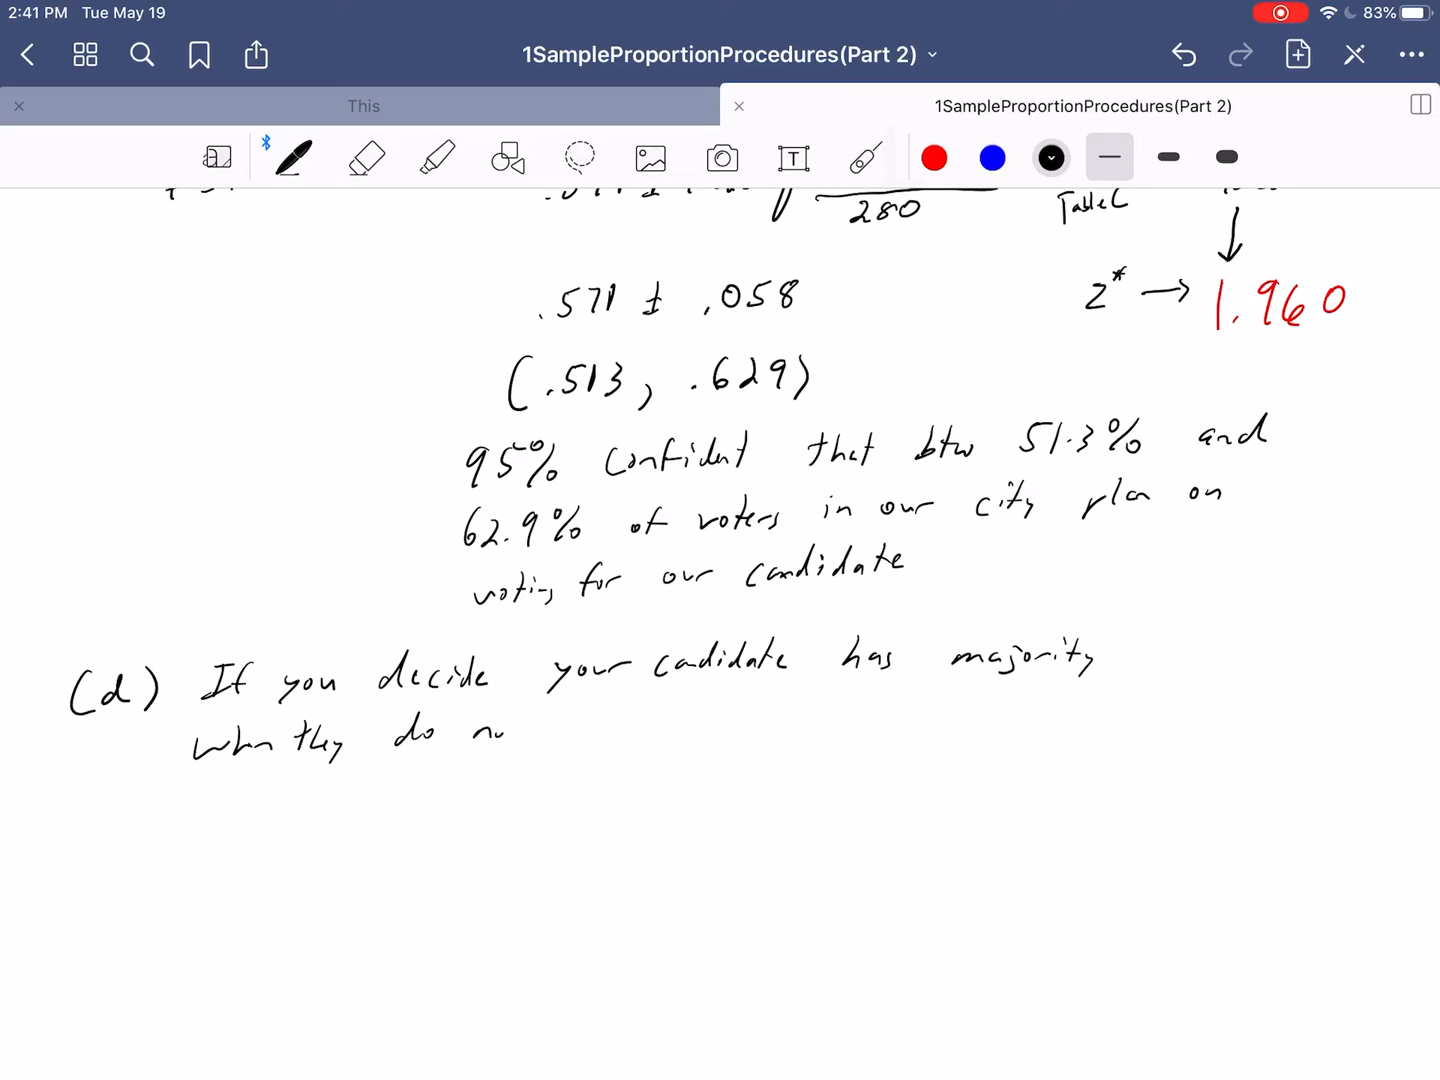 2:41 PM Tue May 19
83%
1SampleProportionProcedures(Part 2)
This
1SampleProportionProcedures(Part 2)
T
280
Table C
.571 ± .058
z* → 1.960
(.513, .629)
95% confident that btw 51.3% and
62.9% of voters in our city plan on
voting for our candidate
(d) If you decide your candidate has majority
when they do no